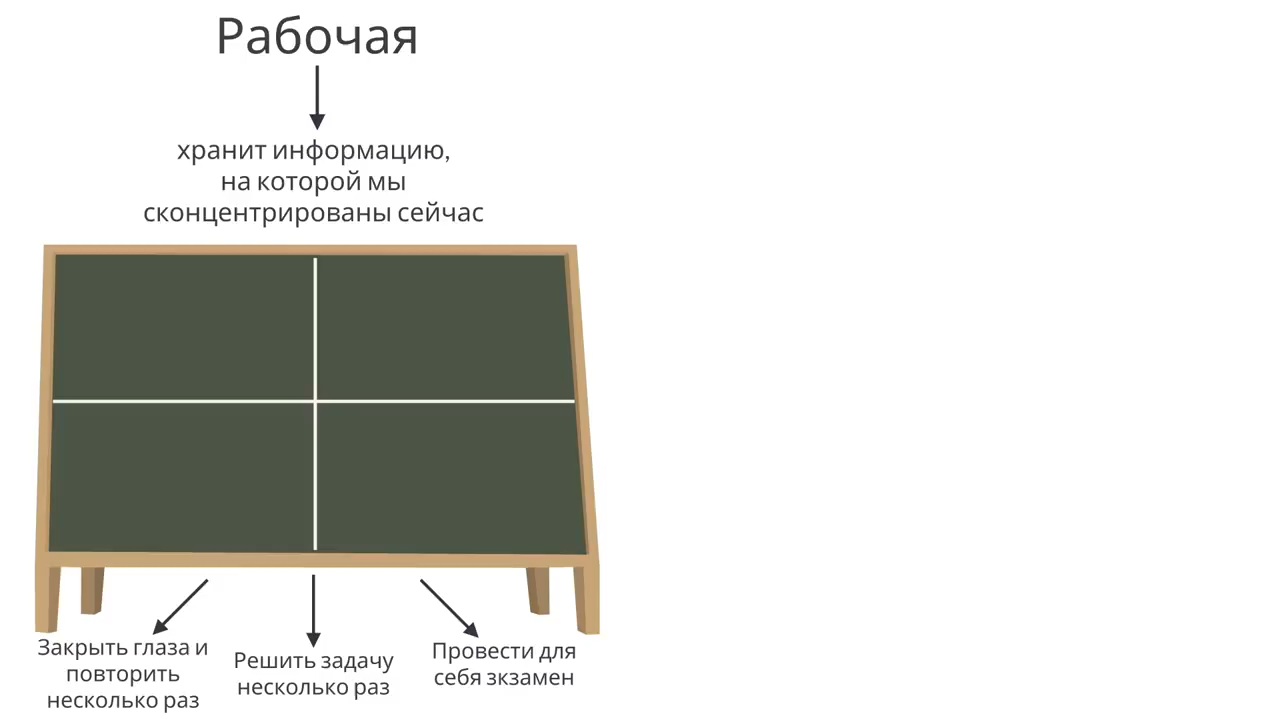 Рабочая
хранит информацию,
на которой мы
сконцентрированы сейчас
Закрыть глаза и
повторить
несколько раз
Решить задачу
несколько раз
Провести для
себя зкзамен